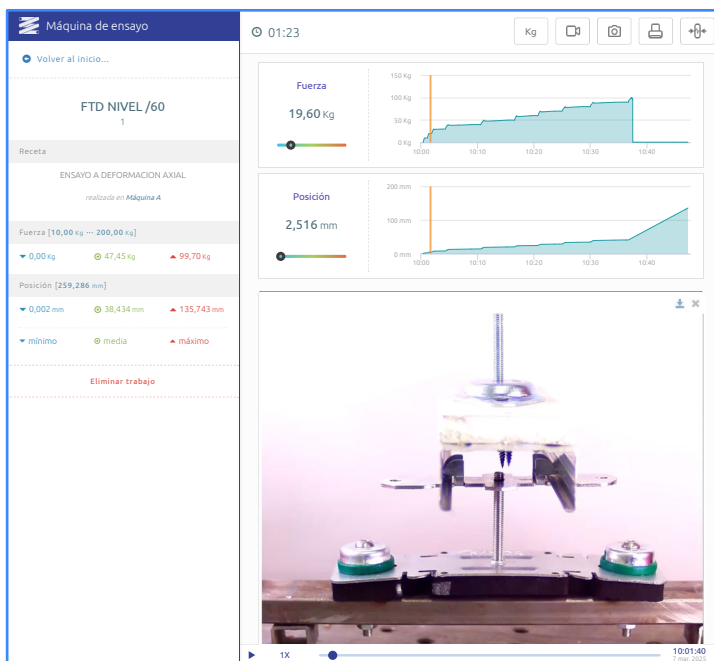 Máquina de ensayo
Volver al inicio...
FTD NIVEL /60
1
Receta
ENSAYO A DEFORMACION AXIAL
realizada en Máquina A
Fuerza [10,00 Kg ··· 200,00 Kg]
0,00 Kg 47,45 Kg 99,70 Kg
Posición [259,286 mm]
0,002 mm 38,434 mm 135,743 mm
mínimo media máximo
Eliminar trabajo
01:23
Kg
Fuerza
19,60 Kg
150 Kg
100 Kg
50 Kg
0 Kg
10:00 10:10 10:20 10:30 10:40
Posición
2,516 mm
200 mm
100 mm
0 mm
10:00 10:10 10:20 10:30 10:40
1X
10:01:40
7 mar. 2025